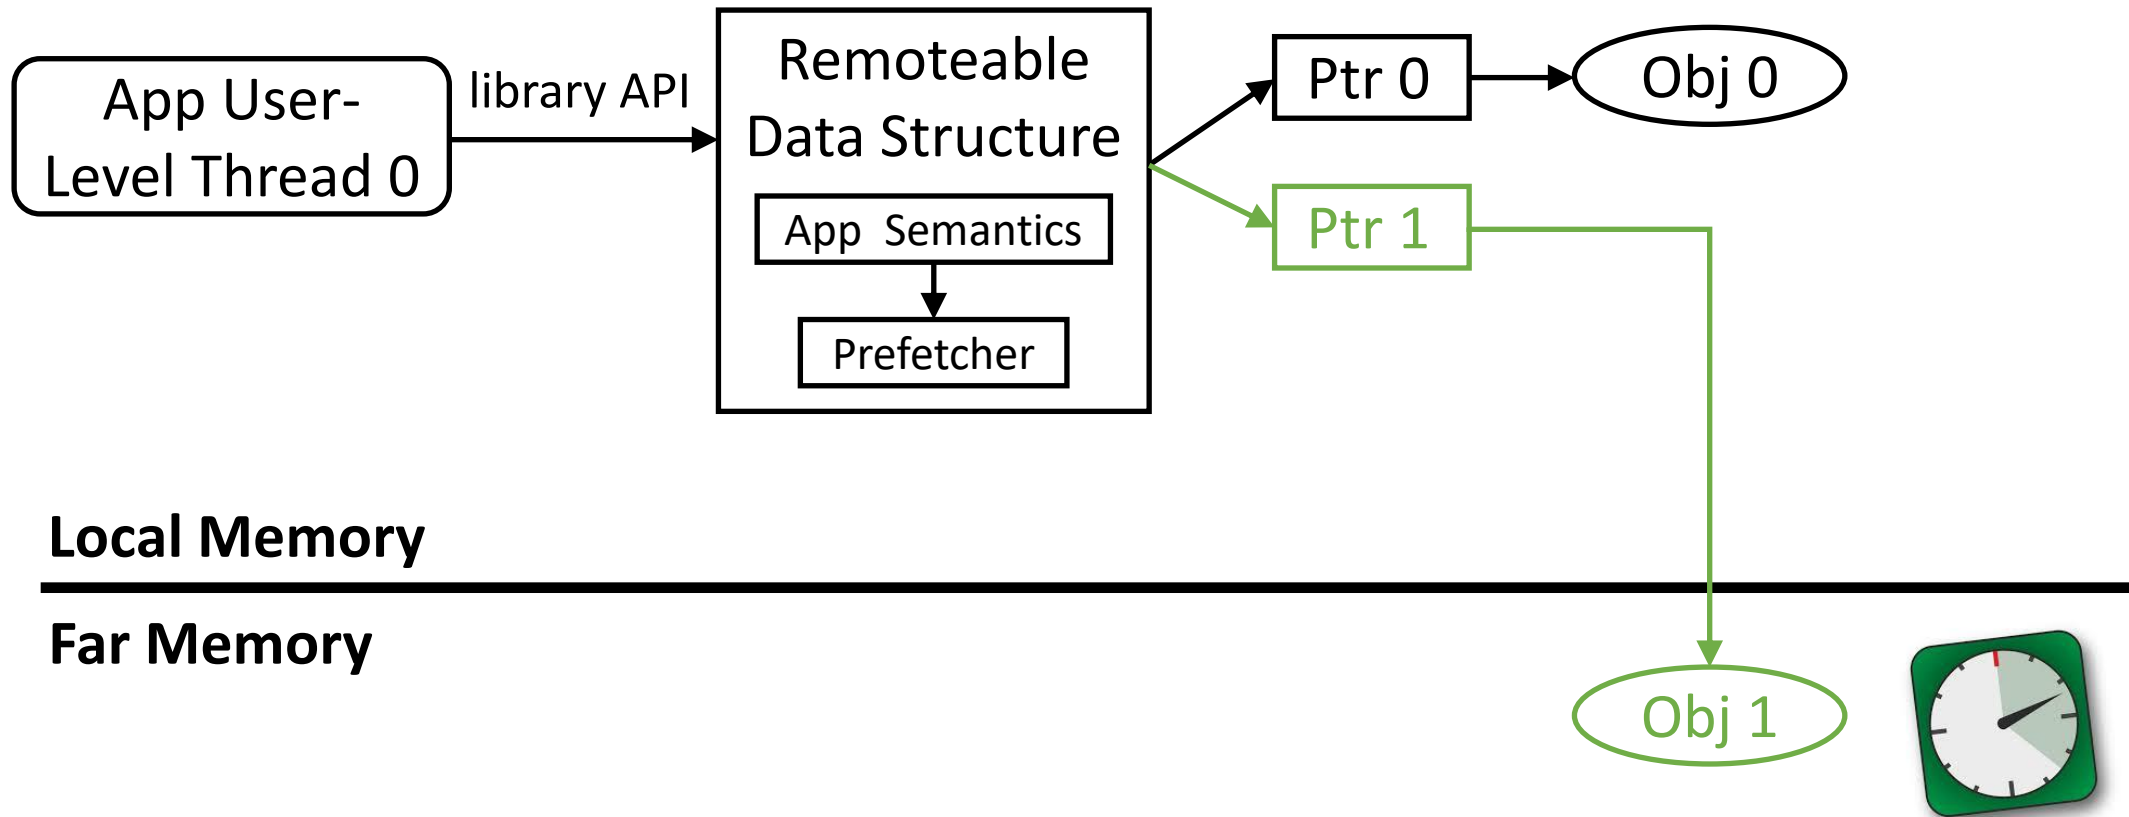 App User-
Level Thread 0
library API
Remoteable
Data Structure
App Semantics
Prefetcher
Ptr 0
Obj 0
Ptr 1
Local Memory
Far Memory
Obj 1